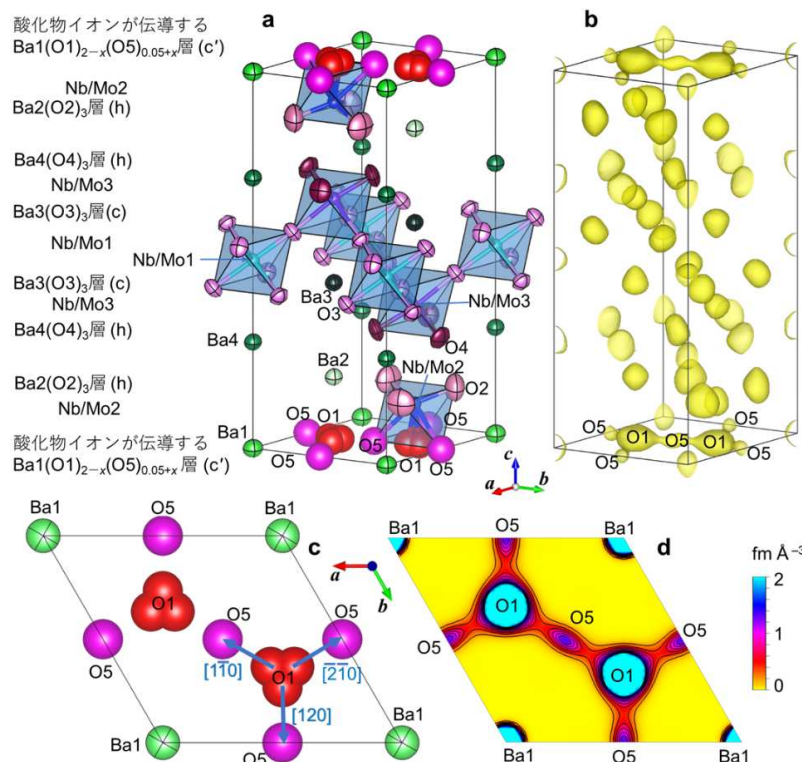 酸化物イオンが伝導する
Ba1(O1)2−x(O5)0.05+x層 (c′)
Nb/Mo2
Ba2(O2)3層 (h)
Ba4(O4)3層 (h)
Nb/Mo3
Ba3(O3)3層(c)
Nb/Mo1
Ba3(O3)3層 (c)
Nb/Mo3
Ba4(O4)3層 (h)
Ba2(O2)3層 (h)
Nb/Mo2
酸化物イオンが伝導する
Ba1(O1)2−x(O5)0.05+x層 (c′)
a
Nb/Mo1
Ba3
O3
Nb/Mo3
Ba4
O4
Ba2
Nb/Mo2
O2
O5
O1
O5
Ba1
O5
O5
O1
O5
c
a
b
b
O5
O5
O1
O5
O1
O5
O5
Ba1
O5
Ba1
c
a
b
O1
O5
O5
O5
[11̅0]
[2̅1̅0]
O1
[120]
Ba1
O5
Ba1
Ba1
O5
Ba1
d
O1
O5
O5
O5
O1
Ba1
O5
Ba1
fm Å−3
2
1
0